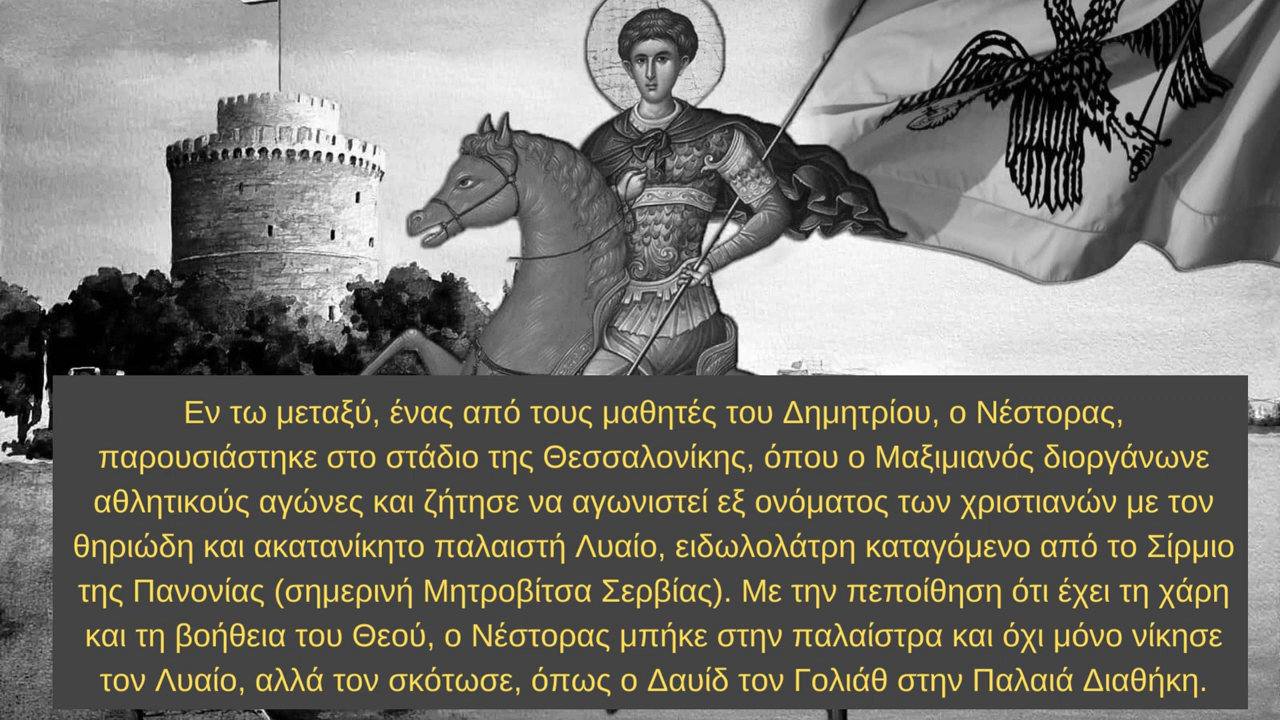 Εν τω μεταξύ, ένας από τους μαθητές του Δημητρίου, ο Νέστορας,
παρουσιάστηκε στο στάδιο της Θεσσαλονίκης, όπου ο Μαξιμιανός διοργάνωνε
αθλητικούς αγώνες και ζήτησε να αγωνιστεί εξ ονόματος των χριστιανών με τον
θηριώδη και ακατανίκητο παλαιστή Λυαίο, ειδωλολάτρη καταγόμενο από το Σίρμιο
της Πανονίας (σημερινή Μητροβίτσα Σερβίας). Με την πεποίθηση ότι έχει τη χάρη
και τη βοήθεια του Θεού, ο Νέστορας μπήκε στην παλαίστρα και όχι μόνο νίκησε
τον Λυαίο, αλλά τον σκότωσε, όπως ο Δαυίδ τον Γολιάθ στην Παλαιά Διαθήκη.